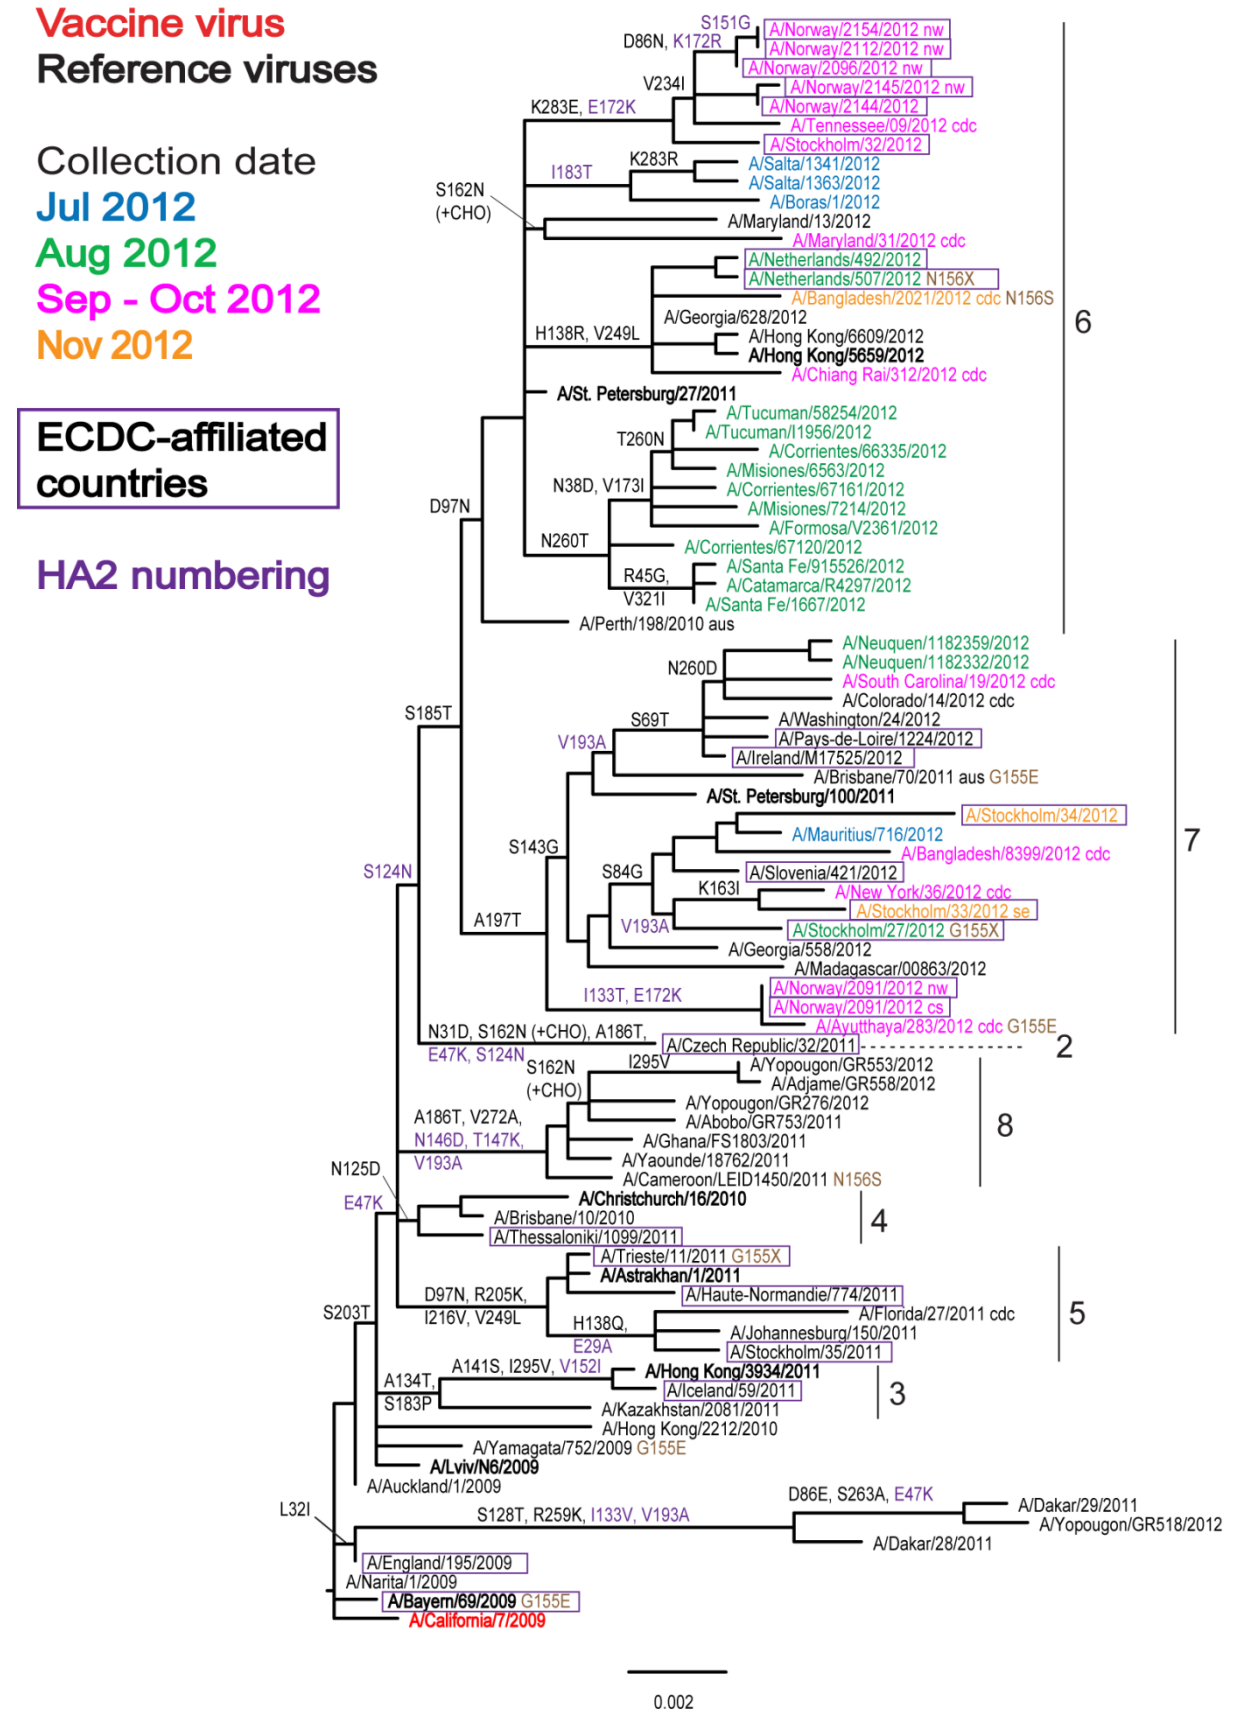 Vaccine virus
Reference viruses
Collection date
Jul 2012
Aug 2012
Sep - Oct 2012
Nov 2012
ECDC-affiliated
countries
HA2 numbering
S151G
A/Norway/2154/2012 nw
D86N, K172R
A/Norway/2112/2012 nw
A/Norway/2096/2012 nw
V234I
A/Norway/2145/2012 nw
K283E, E172K
A/Norway/2144/2012
A/Tennessee/09/2012 cdc
A/Stockholm/32/2012
K283R
A/Salta/1341/2012
I183T
A/Salta/1363/2012
A/Boras/1/2012
S162N
(+CHO)
A/Maryland/13/2012
A/Maryland/31/2012 cdc
A/Netherlands/492/2012
A/Netherlands/507/2012 N156X
A/Bangladesh/2021/2012 cdc N156S
A/Georgia/628/2012
6
H138R, V249L
A/Hong Kong/6609/2012
A/Hong Kong/5659/2012
A/Chiang Rai/312/2012 cdc
A/St. Petersburg/27/2011
A/Tucuman/58254/2012
A/Tucuman/I1956/2012
T260N
A/Corrientes/66335/2012
A/Misiones/6563/2012
N38D, V173I
A/Corrientes/67161/2012
A/Misiones/7214/2012
D97N
A/Formosa/V2361/2012
N260T
A/Corrientes/67120/2012
A/Santa Fe/915526/2012
R45G,
V321I
A/Catamarca/R4297/2012
A/Santa Fe/1667/2012
A/Perth/198/2010 aus
A/Neuquen/1182359/2012
A/Neuquen/1182332/2012
N260D
A/South Carolina/19/2012 cdc
A/Colorado/14/2012 cdc
S185T
S69T
A/Washington/24/2012
V193A
A/Pays-de-Loire/1224/2012
A/Ireland/M17525/2012
A/Brisbane/70/2011 aus G155E
A/St. Petersburg/100/2011
A/Stockholm/34/2012
A/Mauritius/716/2012
7
S143G
A/Bangladesh/8399/2012 cdc
S124N
S84G
A/Slovenia/421/2012
K163I
A/New York/36/2012 cdc
A/Stockholm/33/2012 se
A197T
V193A
A/Stockholm/27/2012 G155X
A/Georgia/558/2012
A/Madagascar/00863/2012
I133T, E172K
A/Norway/2091/2012 nw
A/Norway/2091/2012 cs
A/Ayutthaya/283/2012 cdc G155E
N31D, S162N (+CHO), A186T,
E47K, S124N
A/Czech Republic/32/2011
2
S162N
(+CHO)
I295V
A/Yopougon/GR553/2012
A/Adjame/GR558/2012
A/Yopougon/GR276/2012
A186T, V272A,
N146D, T147K,
V193A
A/Abobo/GR753/2011
8
A/Ghana/FS1803/2011
A/Yaounde/18762/2011
A/Cameroon/LEID1450/2011 N156S
N125D
E47K
A/Christchurch/16/2010
A/Brisbane/10/2010
4
A/Thessaloniki/1099/2011
A/Trieste/11/2011 G155X
A/Astrakhan/1/2011
D97N, R205K,
I216V, V249L
A/Haute-Normandie/774/2011
S203T
A/Florida/27/2011 cdc
5
H138Q,
E29A
A/Johannesburg/150/2011
A/Stockholm/35/2011
A141S, I295V, V152I
A/Hong Kong/3934/2011
A134T,
S183P
A/Iceland/59/2011
3
A/Kazakhstan/2081/2011
A/Hong Kong/2212/2010
A/Yamagata/752/2009 G155E
A/Lviv/N6/2009
A/Auckland/1/2009
L32I
D86E, S263A, E47K
S128T, R259K, I133V, V193A
A/Dakar/29/2011
A/Yopougon/GR518/2012
A/Dakar/28/2011
A/England/195/2009
A/Narita/1/2009
A/Bayern/69/2009 G155E
A/California/7/2009
0.002